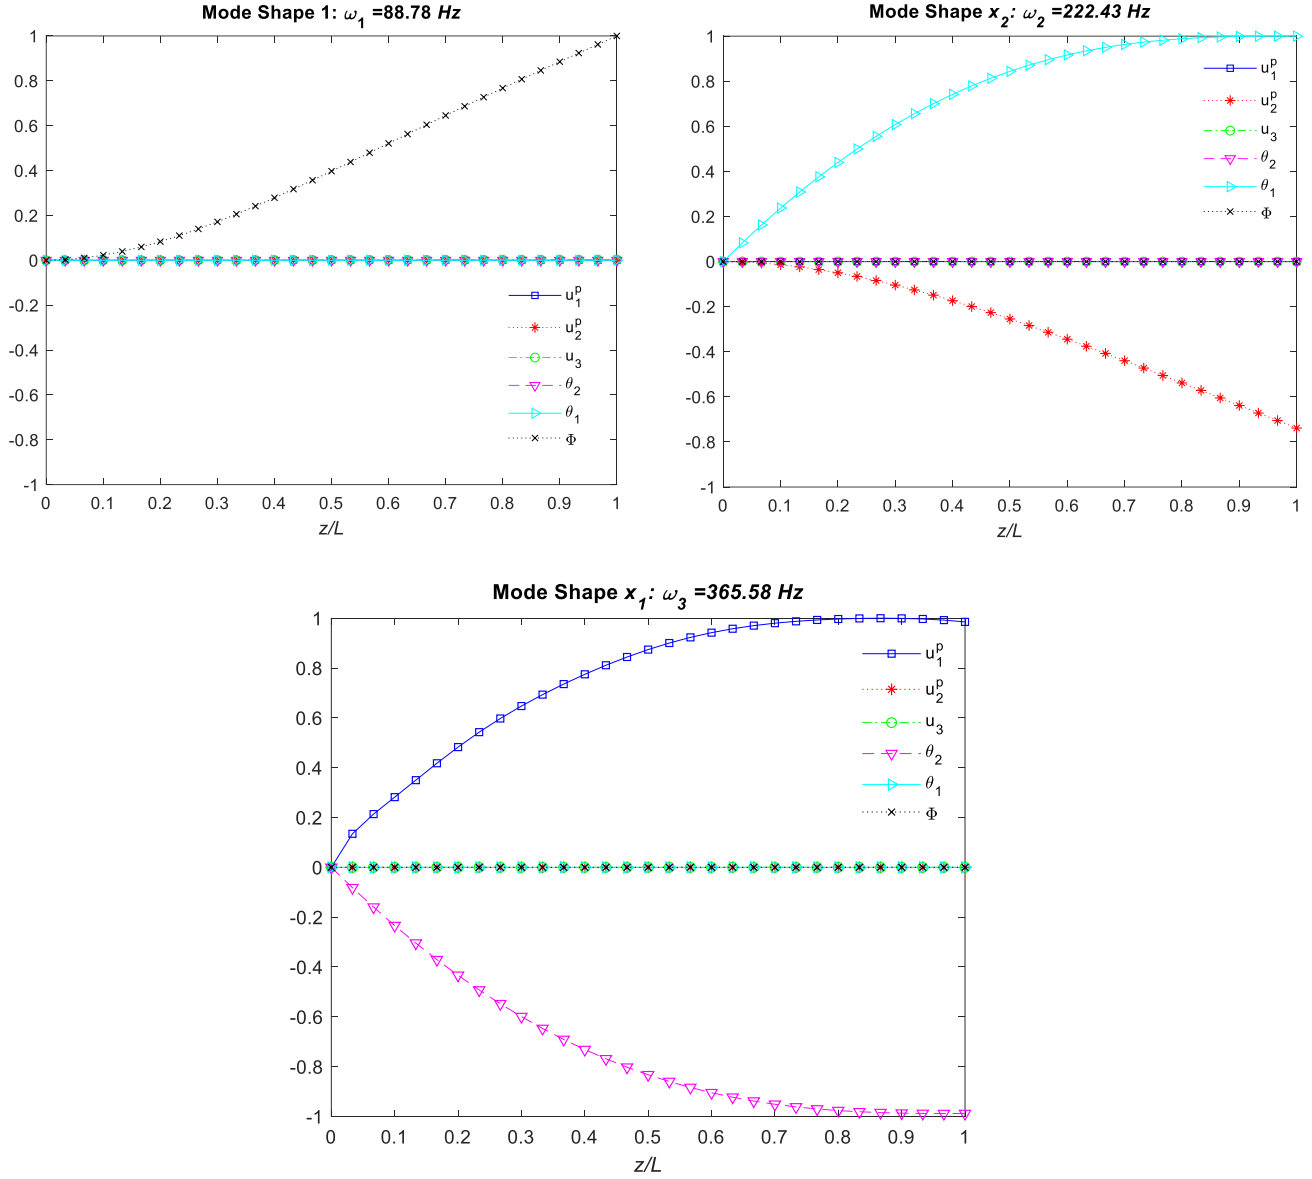 Mode Shape 1: ω₁ =88.78 Hz
1
0.8
0.6
0.4
0.2
0
-0.2
-0.4
-0.6
-0.8
-1
0 0.1 0.2 0.3 0.4 0.5 0.6 0.7 0.8 0.9 1
z/L
u₁ᵖ
u₂ᵖ
u₃
θ₂
θ₁
Φ
Mode Shape x₂: ω₂ =222.43 Hz
1
0.8
0.6
0.4
0.2
0
-0.2
-0.4
-0.6
-0.8
-1
0 0.1 0.2 0.3 0.4 0.5 0.6 0.7 0.8 0.9 1
z/L
u₁ᵖ
u₂ᵖ
u₃
θ₂
θ₁
Φ
Mode Shape x₁: ω₃ =365.58 Hz
1
0.8
0.6
0.4
0.2
0
-0.2
-0.4
-0.6
-0.8
-1
0 0.1 0.2 0.3 0.4 0.5 0.6 0.7 0.8 0.9 1
z/L
u₁ᵖ
u₂ᵖ
u₃
θ₂
θ₁
Φ